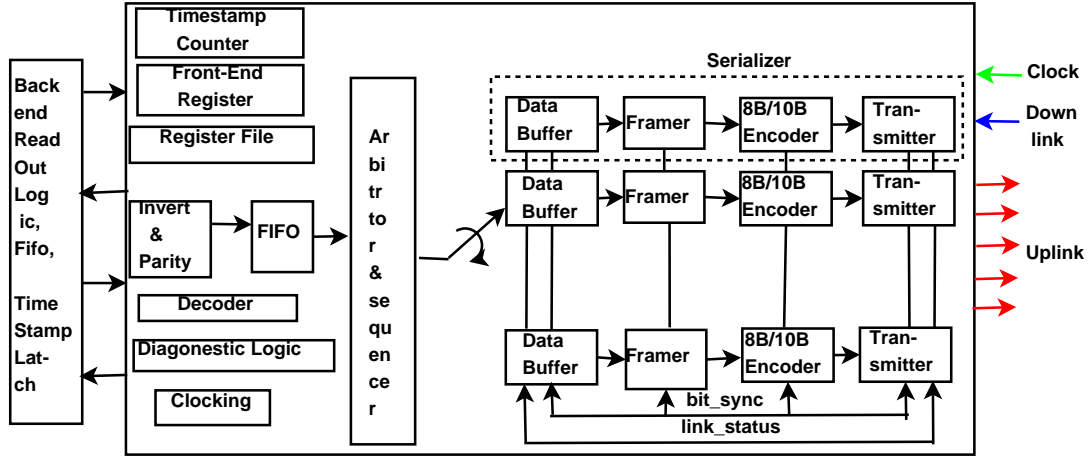 Timestamp
Counter
Front-End
Register
Register File
Invert
&
Parity
FIFO
Decoder
Diagonestic Logic
Clocking
Back
end
Read
Out
Log
ic,
Fifo,
Time
Stamp
Lat-
ch
Ar
bi
tr
to
r
&
se
qu
en
ce
r
Serializer
Data
Buffer
Framer
8B/10B
Encoder
Tran-
smitter
Data
Buffer
Framer
8B/10B
Encoder
Tran-
smitter
Data
Buffer
Framer
8B/10B
Encoder
Tran-
smitter
bit_sync
link_status
Clock
Down
link
Uplink